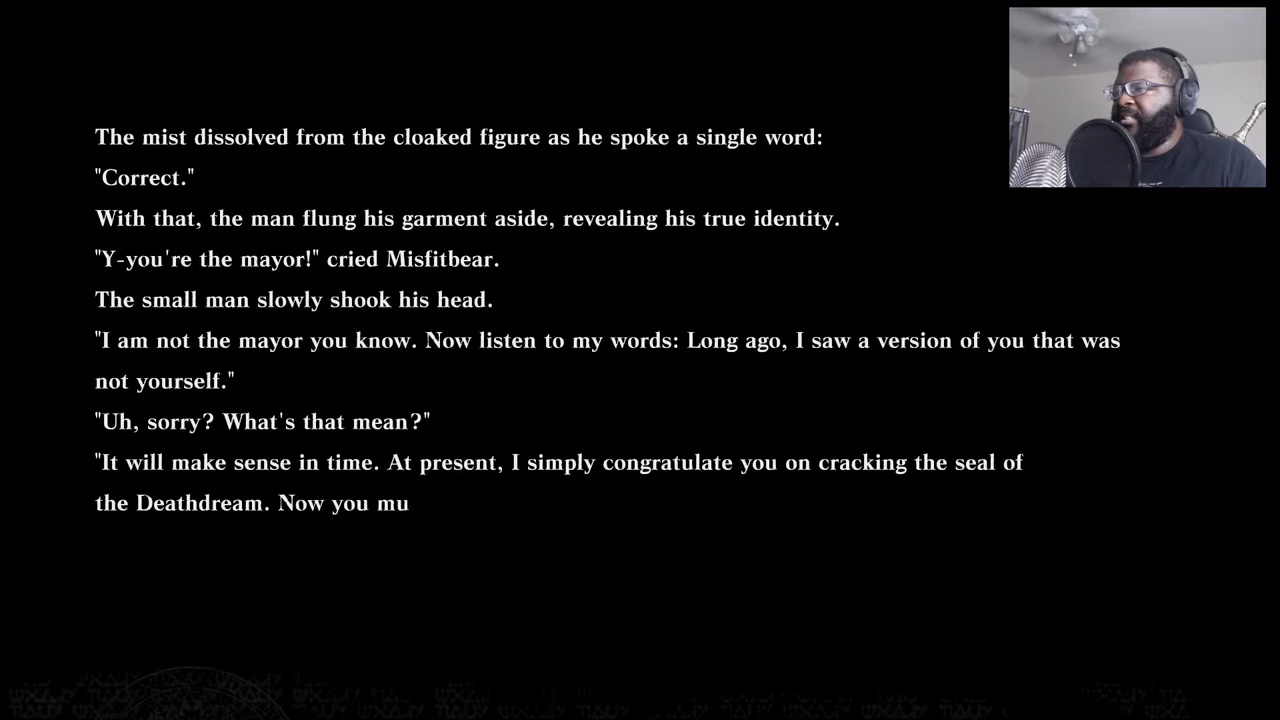 The mist dissolved from the cloaked figure as he spoke a single word:
"Correct."
With that, the man flung his garment aside, revealing his true identity.
"Y-you're the mayor!" cried Misfitbear.
The small man slowly shook his head.
"I am not the mayor you know. Now listen to my words: Long ago, I saw a version of you that was
not yourself."
"Uh, sorry? What's that mean?"
"It will make sense in time. At present, I simply congratulate you on cracking the seal of
the Deathdream. Now you mu